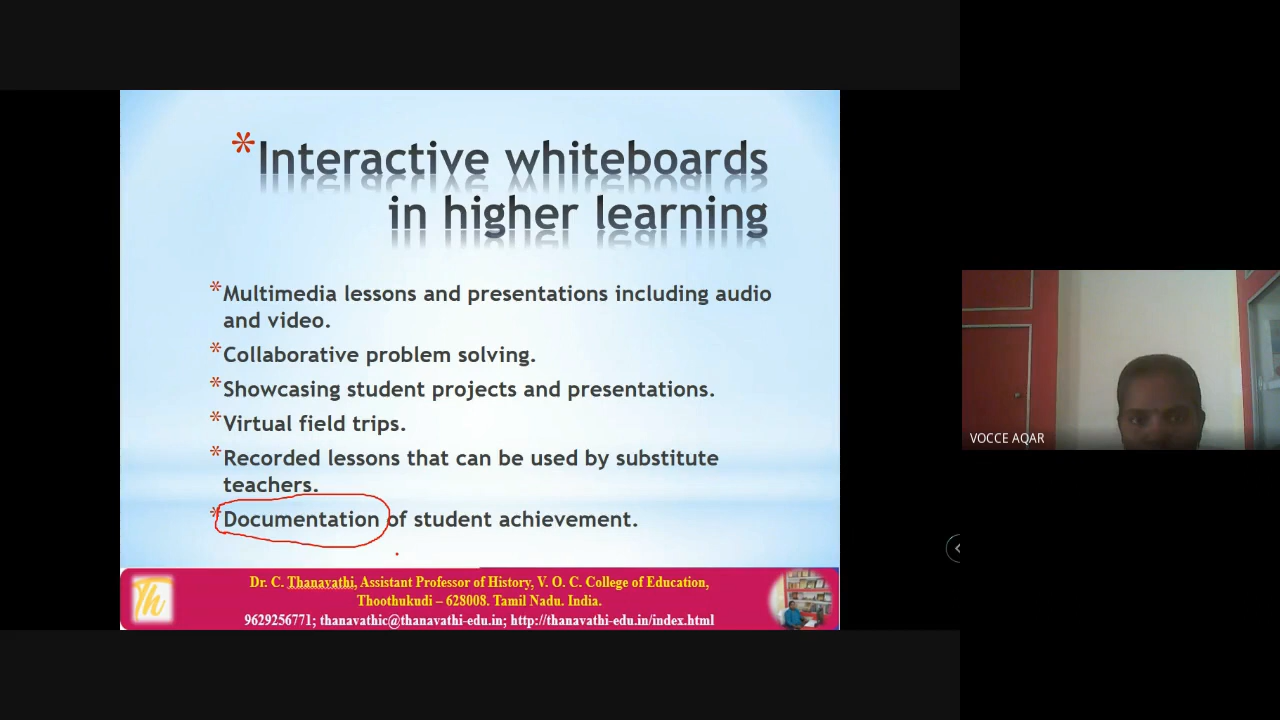 *Interactive whiteboards
in higher learning
*Multimedia lessons and presentations including audio
and video.
*Collaborative problem solving.
*Showcasing student projects and presentations.
*Virtual field trips.
*Recorded lessons that can be used by substitute
teachers.
*Documentation of student achievement.
Th
Dr. C. Thanavathi, Assistant Professor of History, V. O. C. College of Education,
Thoothukudi – 628008. Tamil Nadu. India.
9629256771; thanavathic@thanavathi-edu.in; http://thanavathi-edu.in/index.html
VOCCE AQAR